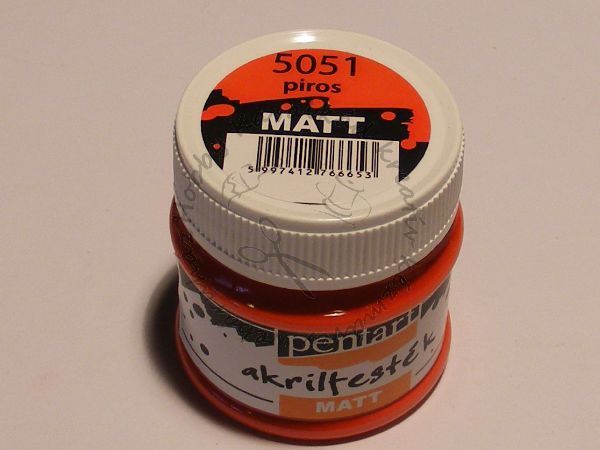 5051
piros
MATT
5997412766653
pentart
akrilfesték
MATT